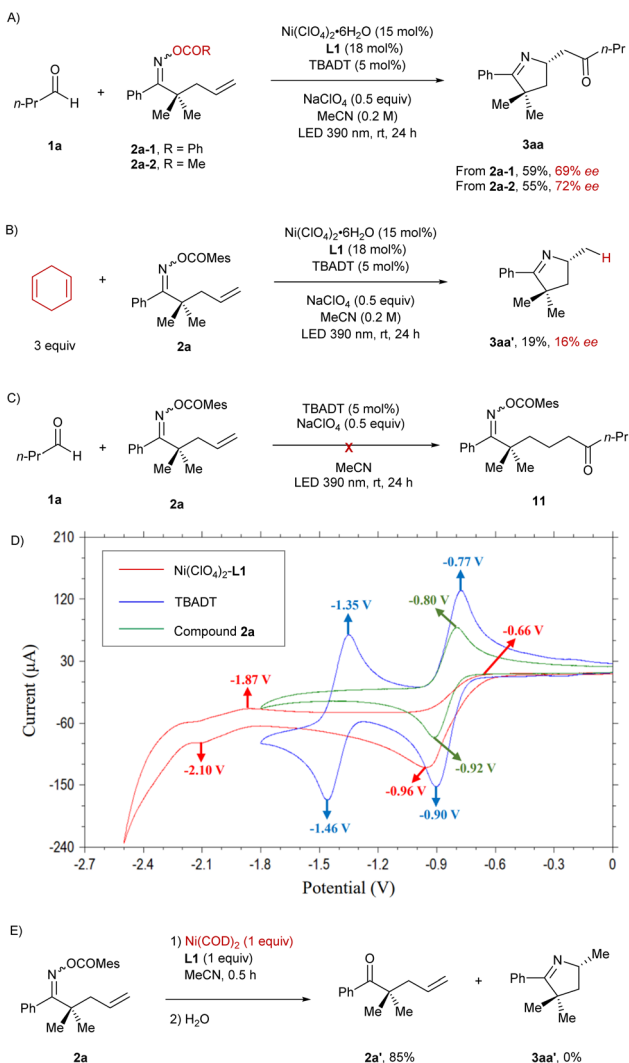 A)
O
n-Pr
H
1a
+
OCOR
N
Ph
Me
Me
2a-1, R = Ph
2a-2, R = Me
Ni(ClO4)2•6H2O (15 mol%)
L1 (18 mol%)
TBADT (5 mol%)
NaClO4 (0.5 equiv)
MeCN (0.2 M)
LED 390 nm, rt, 24 h
N
n-Pr
Ph
O
Me
Me
3aa
From 2a-1, 59%, 69% ee
From 2a-2, 55%, 72% ee
B)
3 equiv
+
OCOMes
N
Ph
Me
Me
2a
Ni(ClO4)2•6H2O (15 mol%)
L1 (18 mol%)
TBADT (5 mol%)
NaClO4 (0.5 equiv)
MeCN (0.2 M)
LED 390 nm, rt, 24 h
N
H
Ph
Me
Me
3aa', 19%, 16% ee
C)
O
n-Pr
H
1a
+
OCOMes
N
Ph
Me
Me
2a
TBADT (5 mol%)
NaClO4 (0.5 equiv)
X
MeCN
LED 390 nm, rt, 24 h
OCOMes
N
Ph
n-Pr
Me
Me
O
11
D)
210
120
30
-60
-150
-240
Current (µA)
Ni(ClO4)2-L1
TBADT
Compound 2a
-0.77 V
-1.35 V
-0.80 V
-0.66 V
-1.87 V
-2.10 V
-0.92 V
-0.96 V
-1.46 V
-0.90 V
-2.7 -2.4 -2.1 -1.8 -1.5 -1.2 -0.9 -0.6 -0.3 0
Potential (V)
E)
OCOMes
N
Ph
Me
Me
2a
1) Ni(COD)2 (1 equiv)
L1 (1 equiv)
MeCN, 0.5 h
2) H2O
O
Ph
Me
Me
2a', 85%
+
N
Me
Ph
Me
Me
3aa', 0%